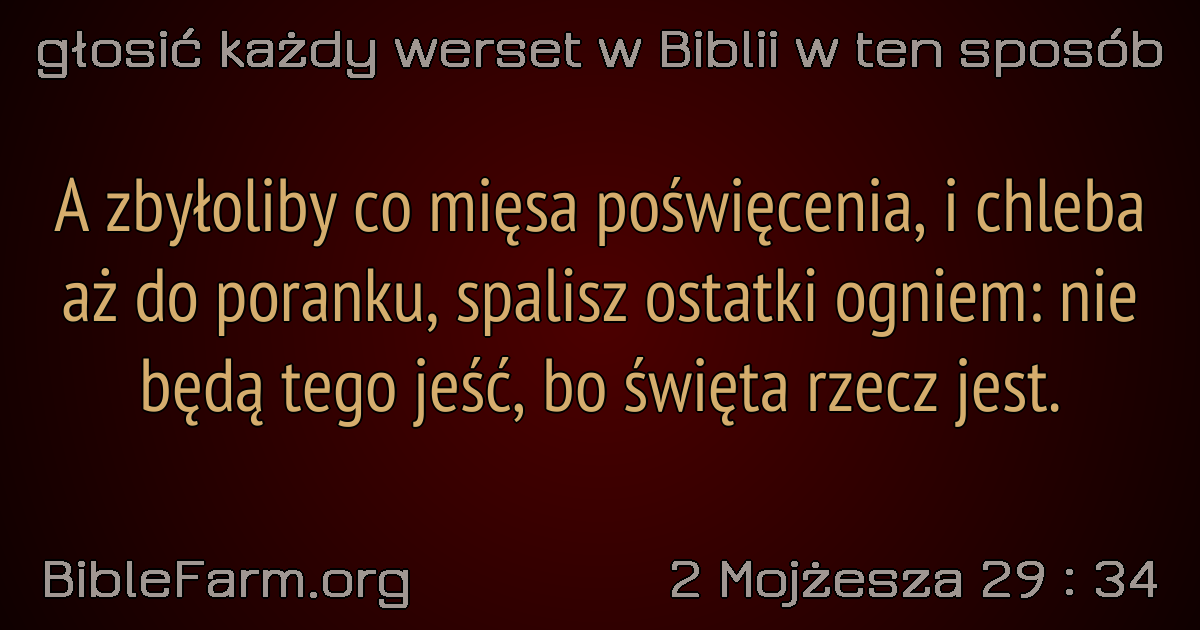 głosić każdy werset w Biblii w ten sposób
A zbyłoliby co mięsa poświęcenia, i chleba
aż do poranku, spalisz ostatki ogniem: nie
będą tego jeść, bo święta rzecz jest.
BibleFarm.org
2 Mojżesza 29 : 34